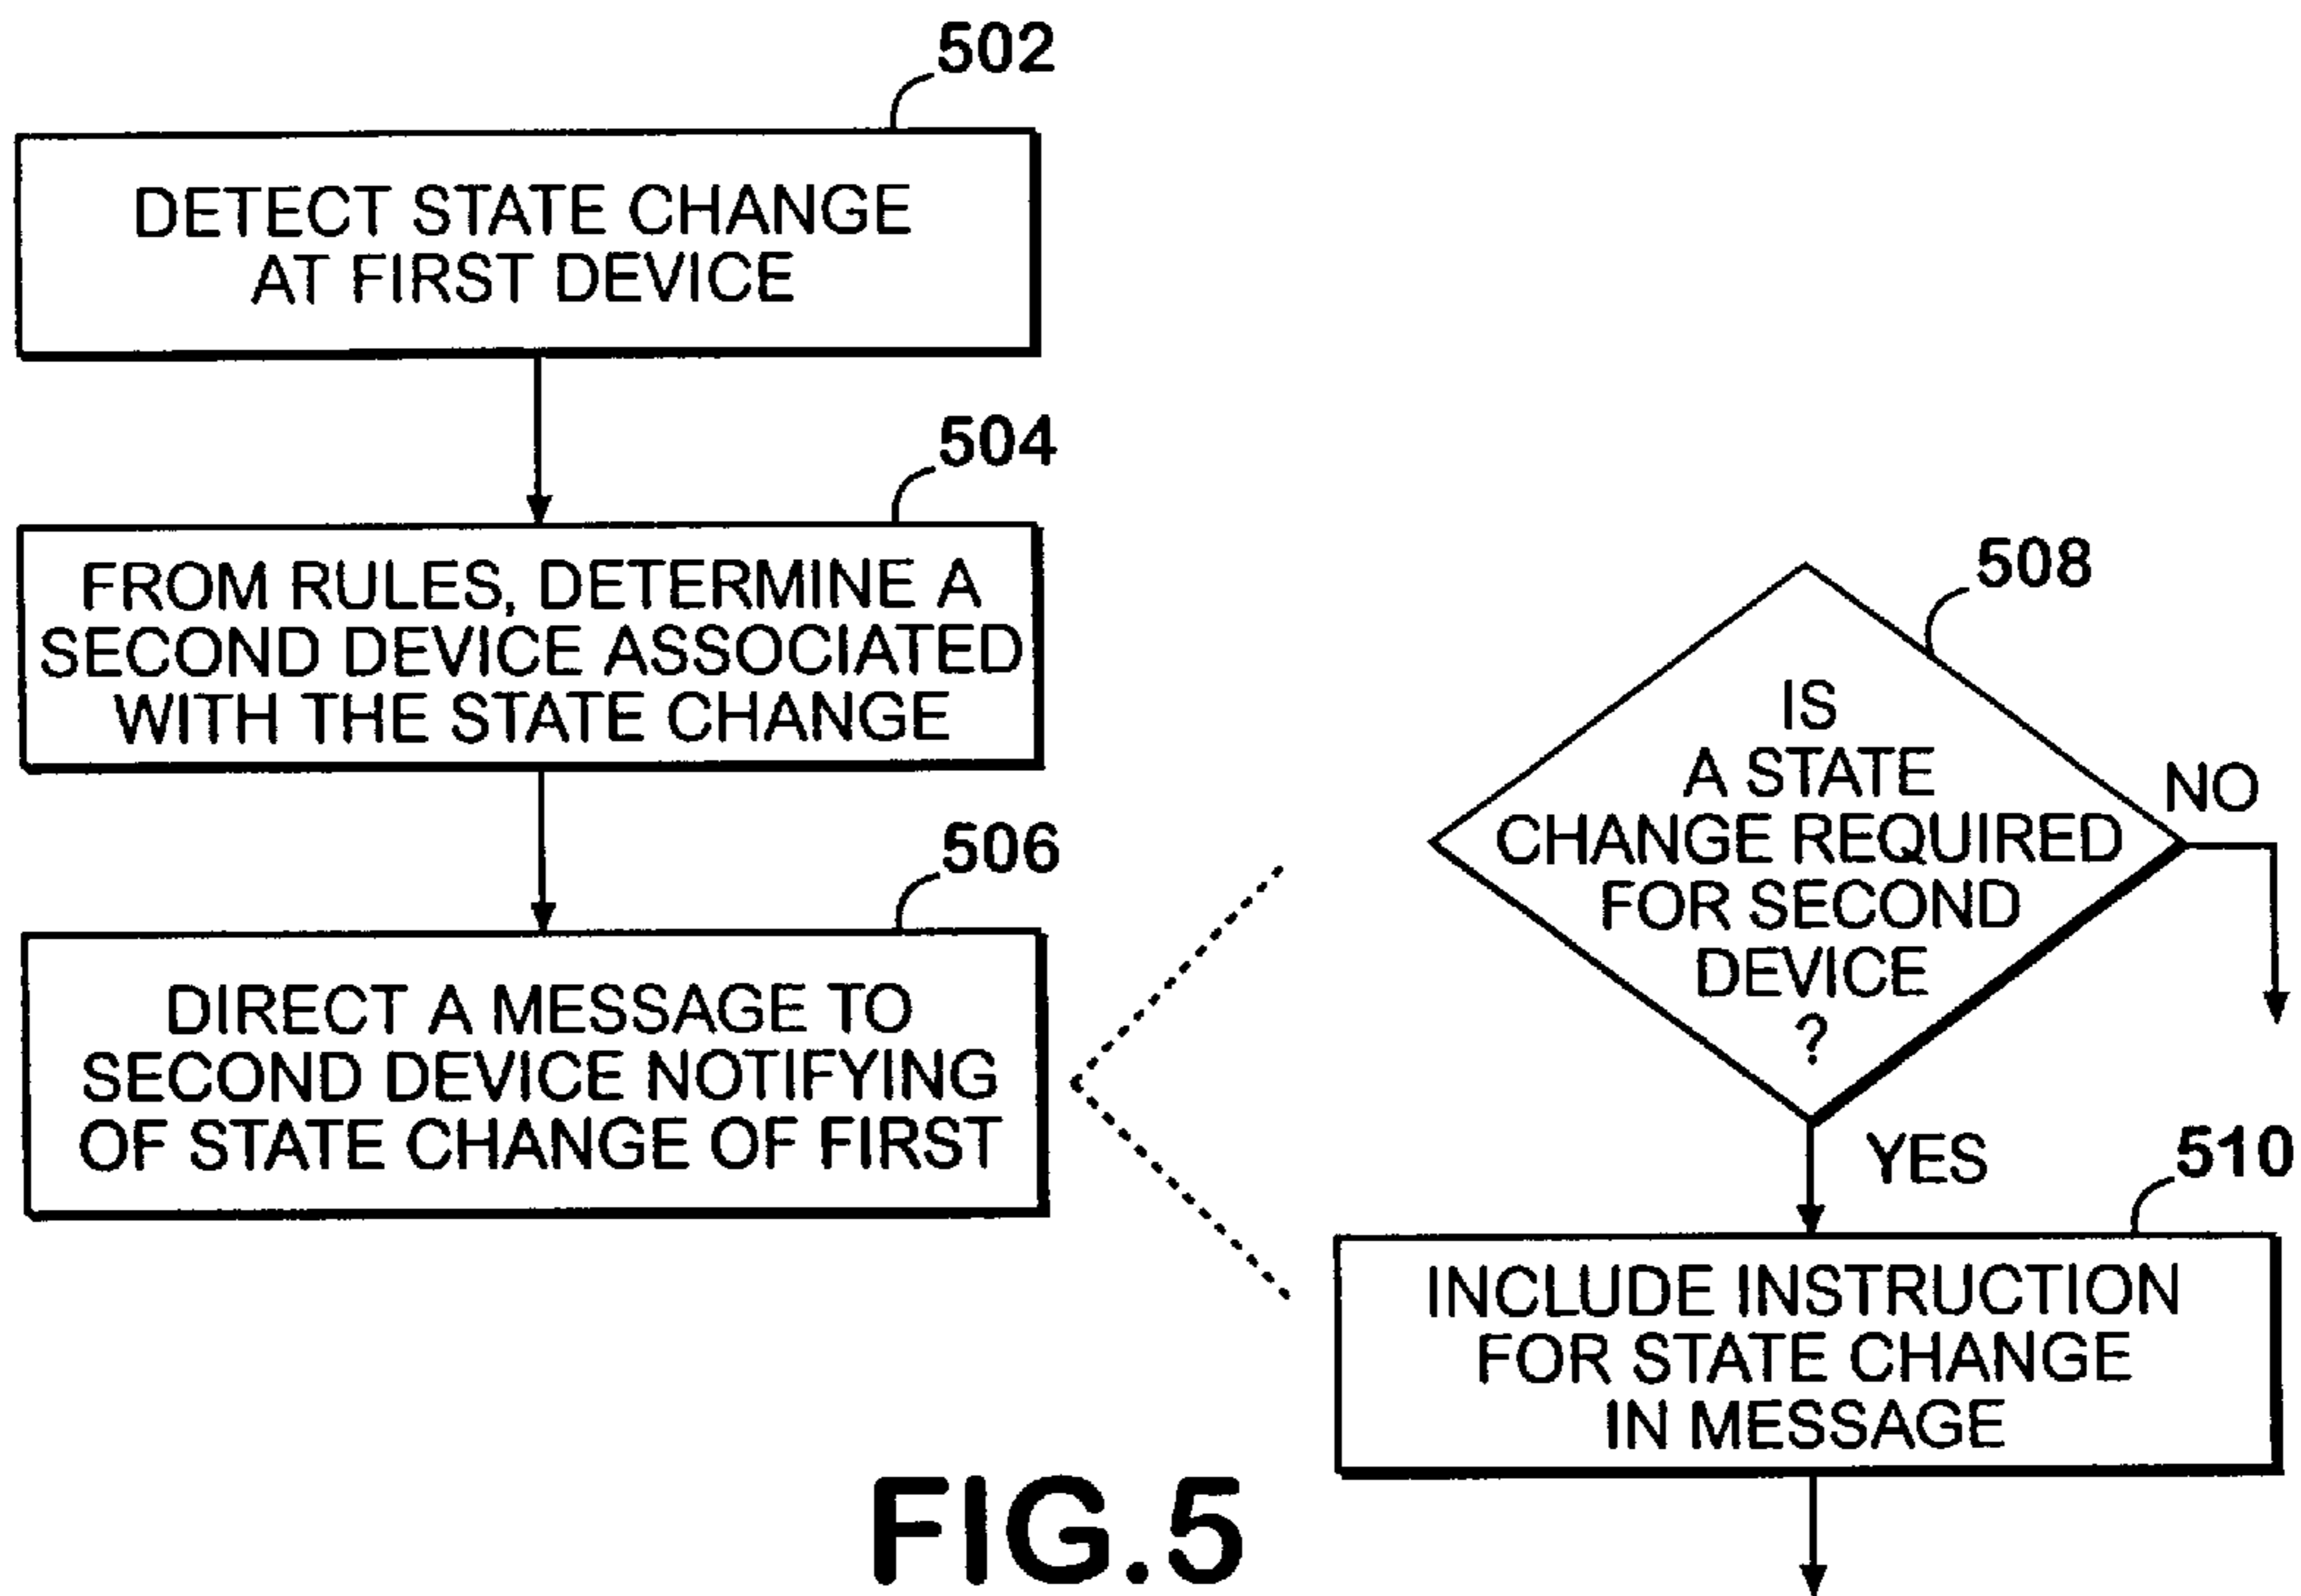 502
DETECT STATE CHANGE
AT FIRST DEVICE
504
FROM RULES, DETERMINE A
SECOND DEVICE ASSOCIATED
WITH THE STATE CHANGE
506
DIRECT A MESSAGE TO
SECOND DEVICE NOTIFYING
OF STATE CHANGE OF FIRST
508
IS
A STATE
CHANGE REQUIRED
FOR SECOND
DEVICE
?
NO
YES
510
INCLUDE INSTRUCTION
FOR STATE CHANGE
IN MESSAGE
FIG.5